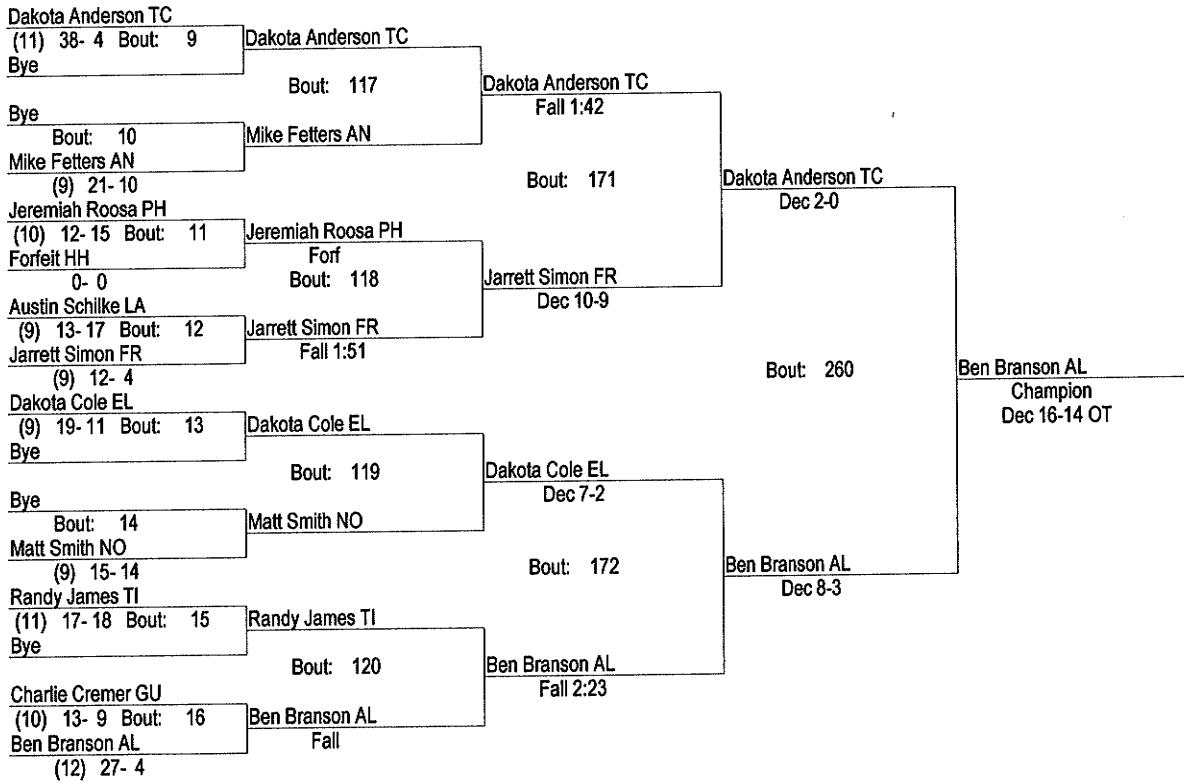 Dakota Anderson TC
(11) 38- 4 Bout: 9
Bye
Bye
Bout: 10
Mike Fetters AN
(9) 21- 10
Jeremiah Roosa PH
(10) 12- 15 Bout: 11
Forfeit HH
0- 0
Austin Schilke LA
(9) 13- 17 Bout: 12
Jarrett Simon FR
(9) 12- 4
Dakota Cole EL
(9) 19- 11 Bout: 13
Bye
Bye
Bout: 14
Matt Smith NO
(9) 15- 14
Randy James TI
(11) 17- 18 Bout: 15
Bye
Charlie Cremer GU
(10) 13- 9 Bout: 16
Ben Branson AL
(12) 27- 4
Dakota Anderson TC
Bout: 117
Mike Fetters AN
Jeremiah Roosa PH
Forf
Bout: 118
Jarrett Simon FR
Fall 1:51
Dakota Cole EL
Bout: 119
Matt Smith NO
Randy James TI
Bout: 120
Ben Branson AL
Fall
Dakota Anderson TC
Fall 1:42
Bout: 171
Jarrett Simon FR
Dec 10-9
Dakota Cole EL
Dec 7-2
Bout: 172
Ben Branson AL
Fall 2:23
Dakota Anderson TC
Dec 2-0
Bout: 260
Ben Branson AL
Dec 8-3
Ben Branson AL
Champion
Dec 16-14 OT